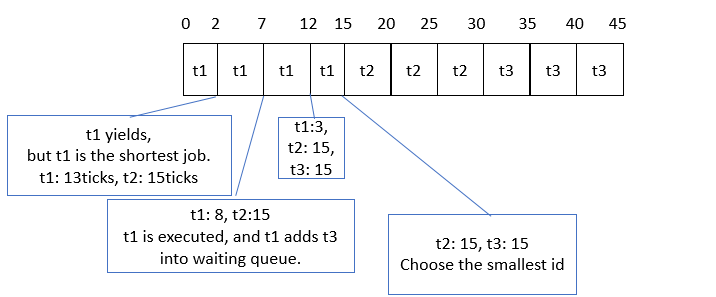 0 2 7 12 15 20 25 30 35 40 45
t1 t1 t1 t1 t2 t2 t2 t3 t3 t3
t1 yields,
but t1 is the shortest job.
t1: 13ticks, t2: 15ticks
t1:3,
t2: 15,
t3: 15
t1: 8, t2:15
t1 is executed, and t1 adds t3
into waiting queue.
t2: 15, t3: 15
Choose the smallest id